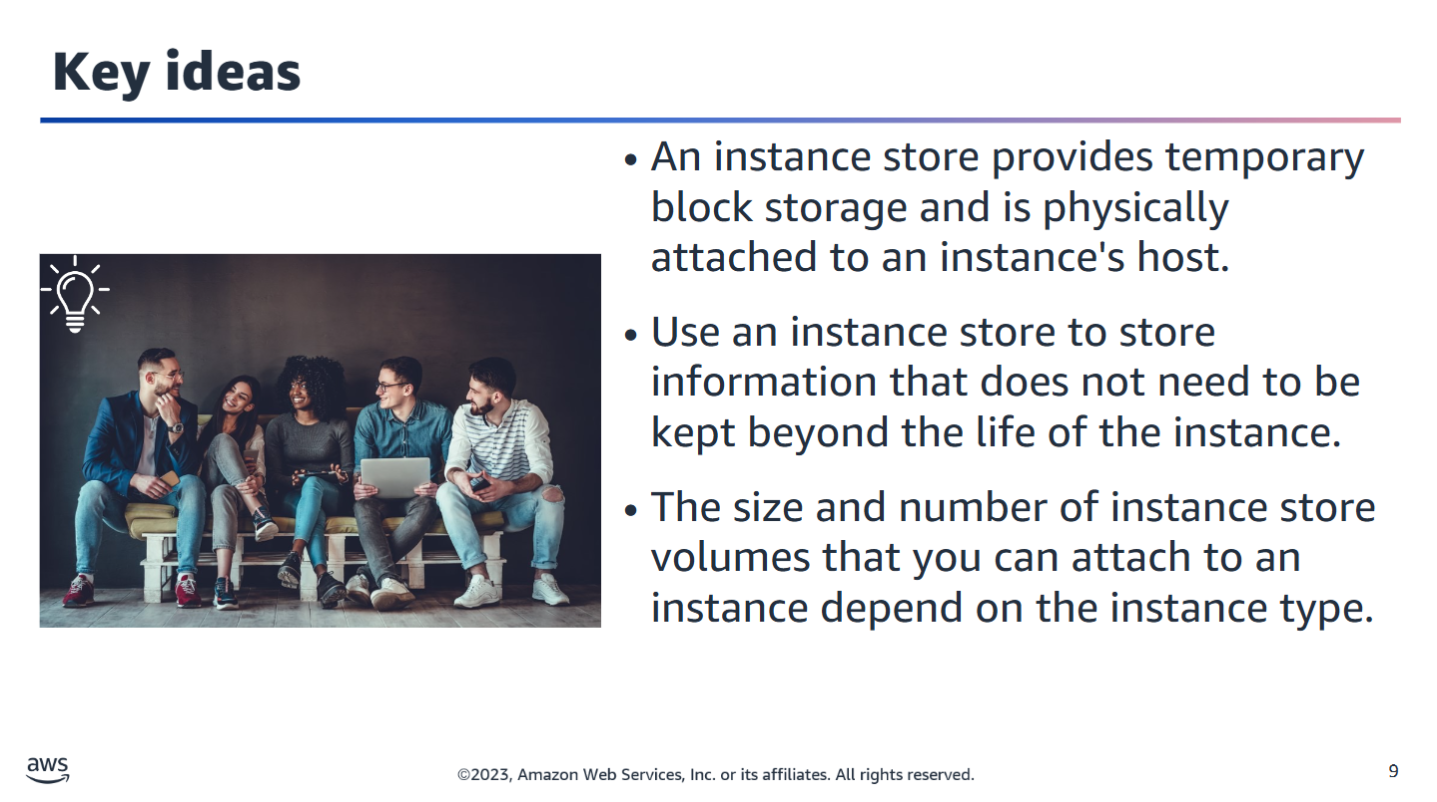 Key ideas
• An instance store provides temporary
block storage and is physically
attached to an instance's host.
• Use an instance store to store
information that does not need to be
kept beyond the life of the instance.
• The size and number of instance store
volumes that you can attach to an
instance depend on the instance type.
aws
©2023, Amazon Web Services, Inc. or its affiliates. All rights reserved.
9